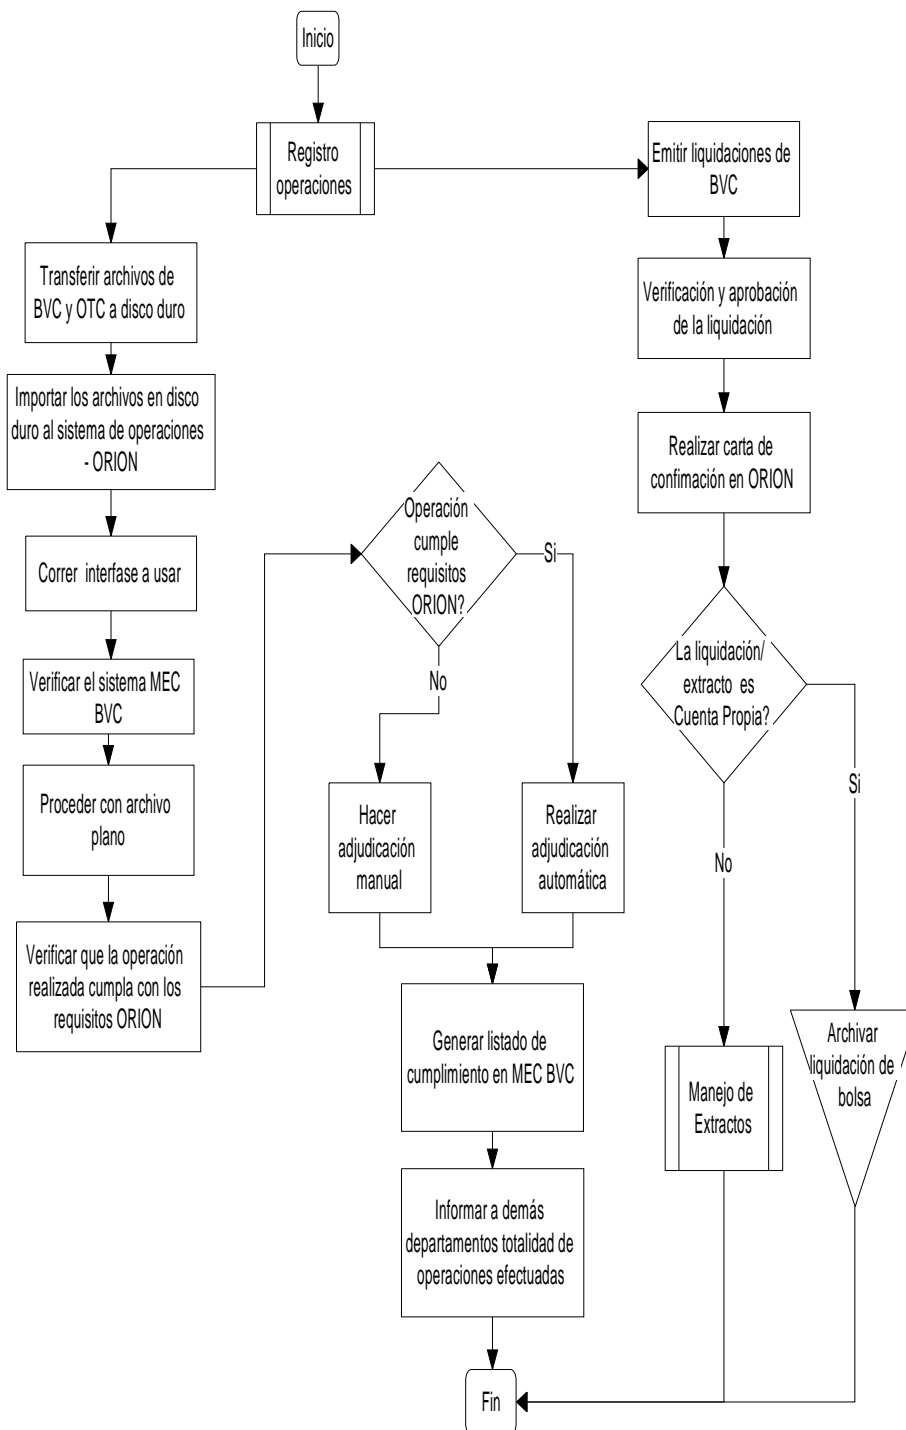 Inicio
Registro
operaciones
Emitir liquidaciones de
BVC
Transferir archivos de
BVC y OTC a disco duro
Verificación y aprobación
de la liquidación
Importar los archivos en disco
duro al sistema de operaciones
- ORION
Realizar carta de
confimación en ORION
Operación
cumple
requisitos
ORION?
Si
No
Correr interfase a usar
Verificar el sistema MEC
BVC
La liquidación/
extracto es
Cuenta Propia?
Si
No
Proceder con archivo
plano
Hacer
adjudicación
manual
Realizar
adjudicación
automática
Verificar que la operación
realizada cumpla con los
requisitos ORION
Generar listado de
cumplimiento en MEC BVC
Archivar
liquidación de
bolsa
Manejo de
Extractos
Informar a demás
departamentos totalidad de
operaciones efectuadas
Fin